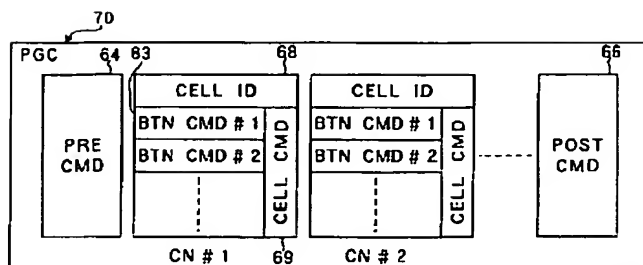 70
PGC 64 83 68 66
CELL ID CELL ID
PRE CMD
BTN CMD # 1
BTN CMD # 2
CELL CMD
BTN CMD # 1
BTN CMD # 2
CELL CMD
POST CMD
CN # 1 69 CN # 2